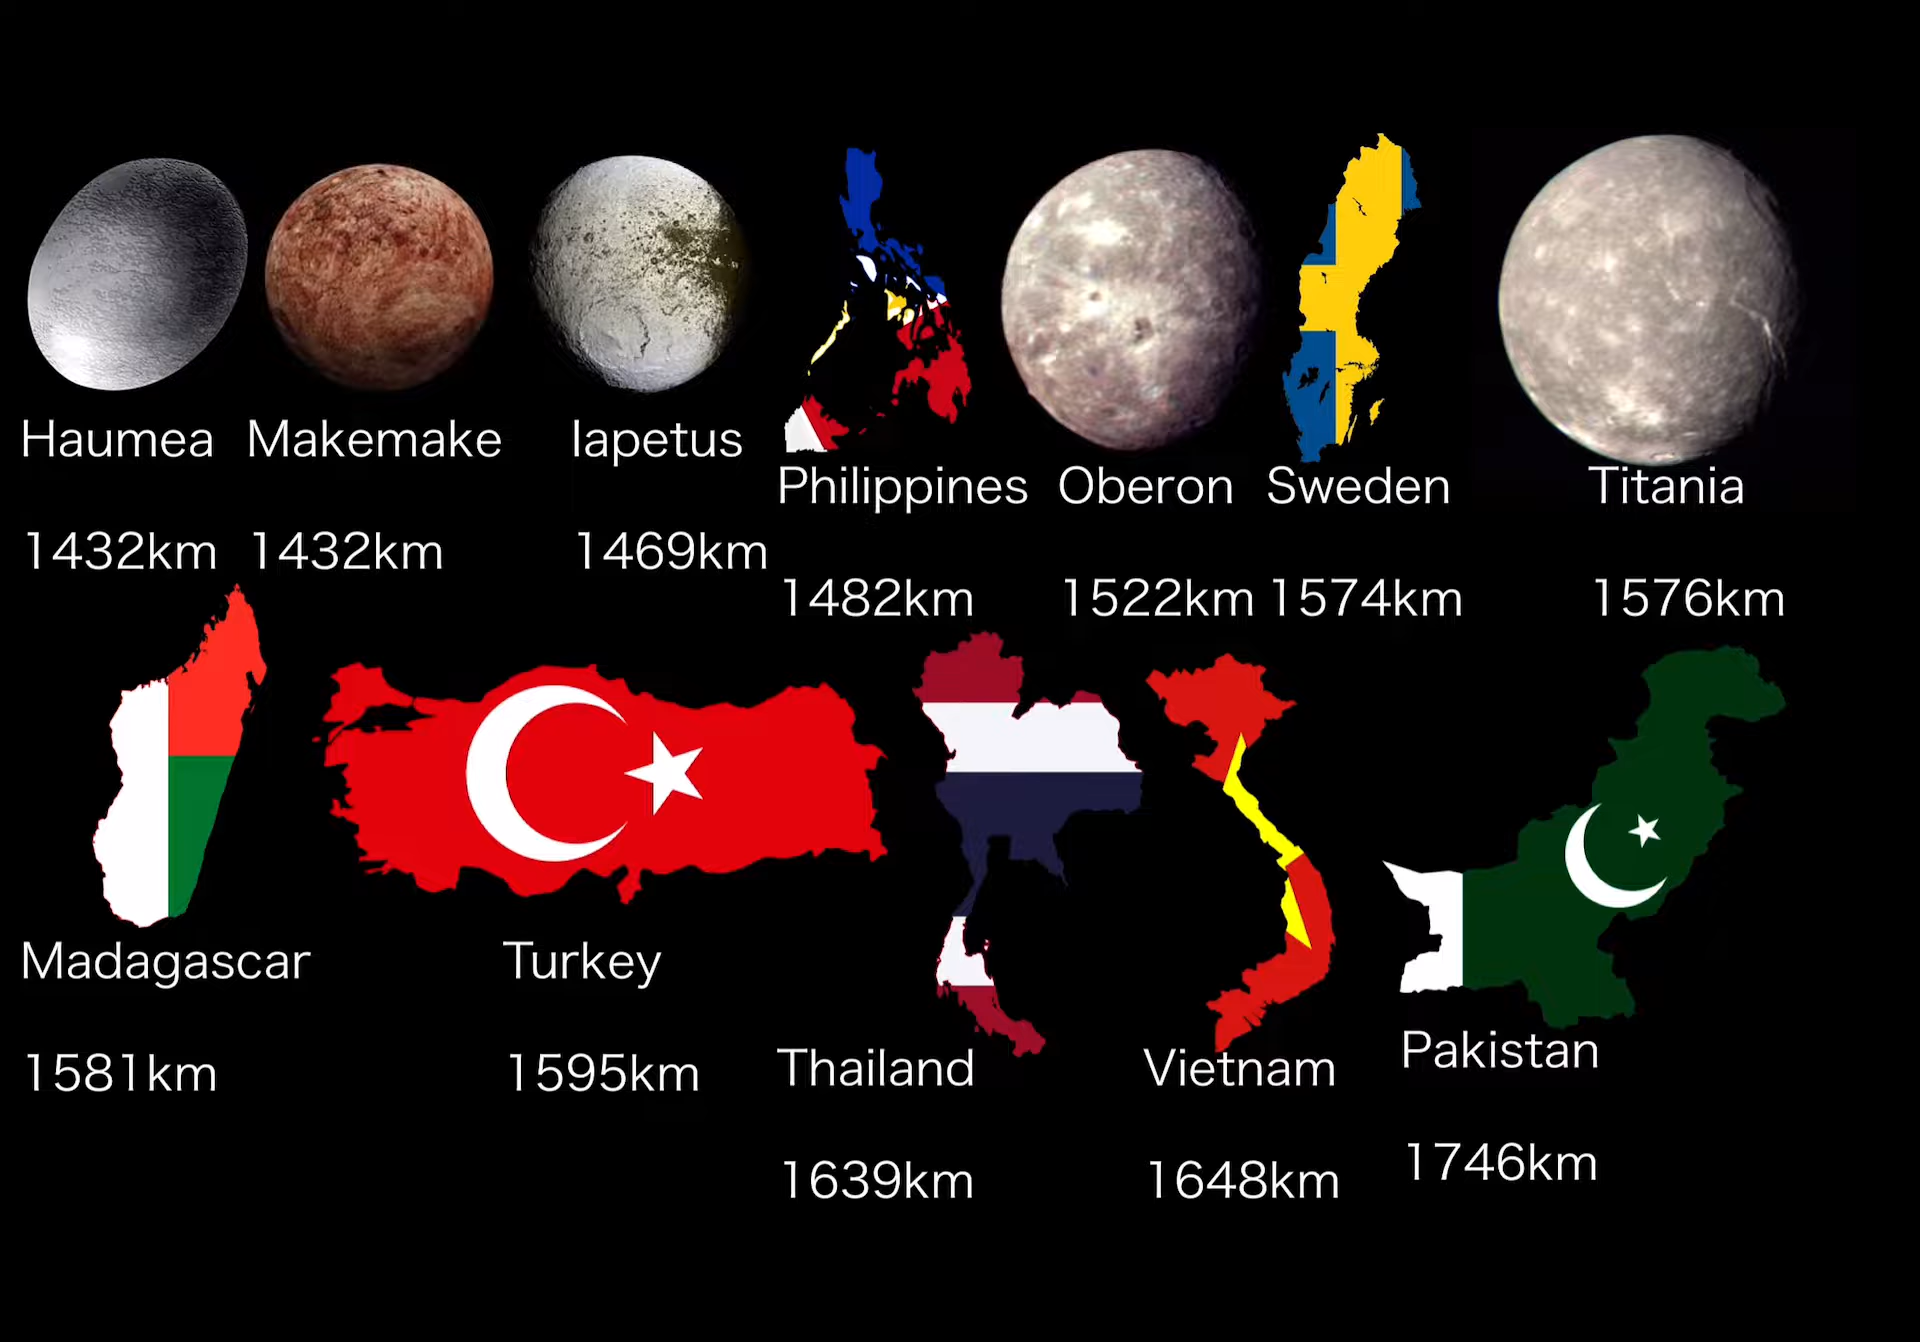 Haumea
Makemake
Iapetus
Philippines
Oberon
Sweden
Titania
1432km
1432km
1469km
1482km
1522km
1574km
1576km
Madagascar
Turkey
Thailand
Vietnam
Pakistan
1581km
1595km
1639km
1648km
1746km